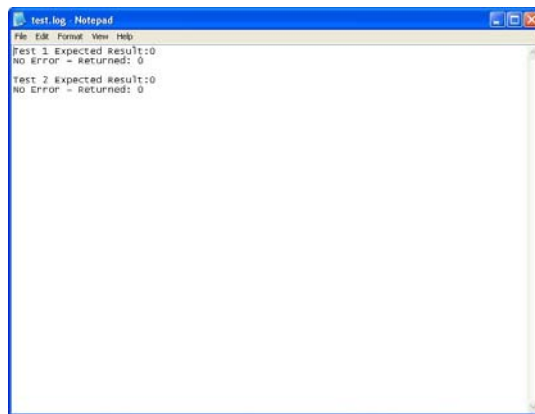 test.log - Notepad
File Edit Format View Help
Test 1 Expected Result:0
No Error - Returned: 0
Test 2 Expected Result:0
No Error - Returned: 0